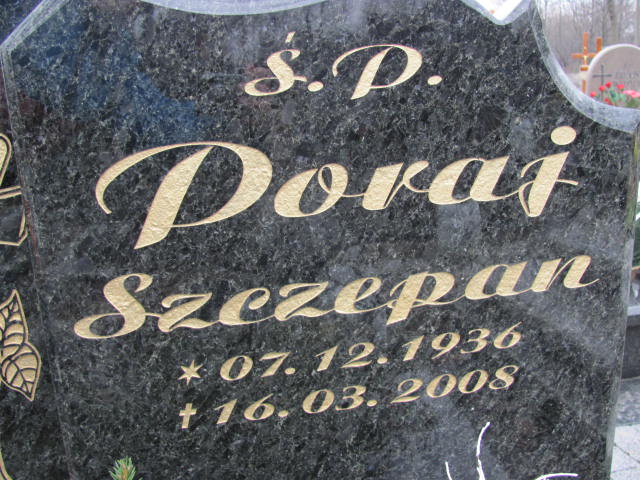 Ś.P.
Poraj
Szczepan
* 07.12.1936
✝ 16.03.2008